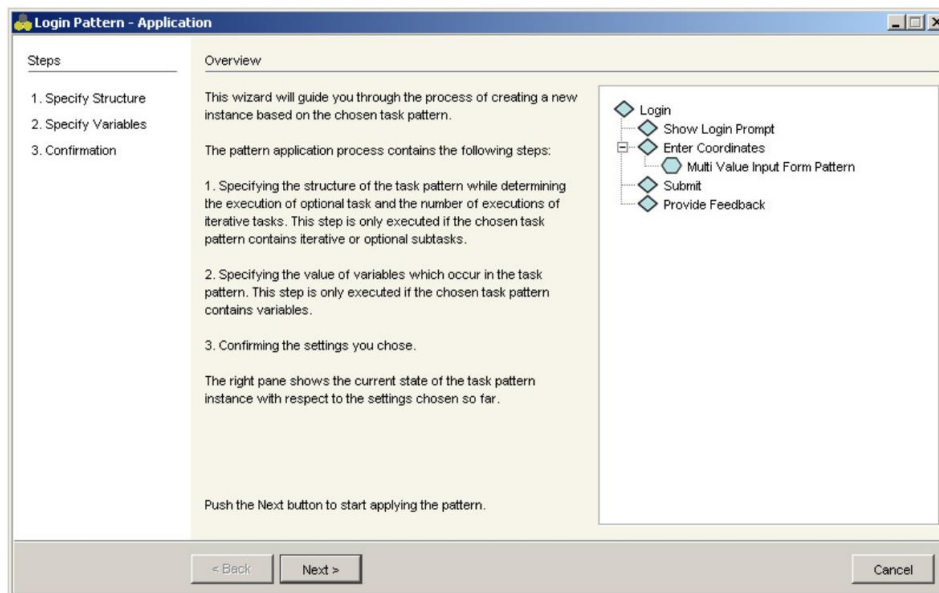 Login Pattern - Application
Steps
1. Specify Structure
2. Specify Variables
3. Confirmation
Overview
This wizard will guide you through the process of creating a new
instance based on the chosen task pattern.
The pattern application process contains the following steps:
1. Specifying the structure of the task pattern while determining
the execution of optional task and the number of executions of
iterative tasks. This step is only executed if the chosen task
pattern contains iterative or optional subtasks.
2. Specifying the value of variables which occur in the task
pattern. This step is only executed if the chosen task pattern
contains variables.
3. Confirming the settings you chose.
The right pane shows the current state of the task pattern
instance with respect to the settings chosen so far.
Push the Next button to start applying the pattern.
Login
Show Login Prompt
Enter Coordinates
Multi Value Input Form Pattern
Submit
Provide Feedback
< Back
Next >
Cancel